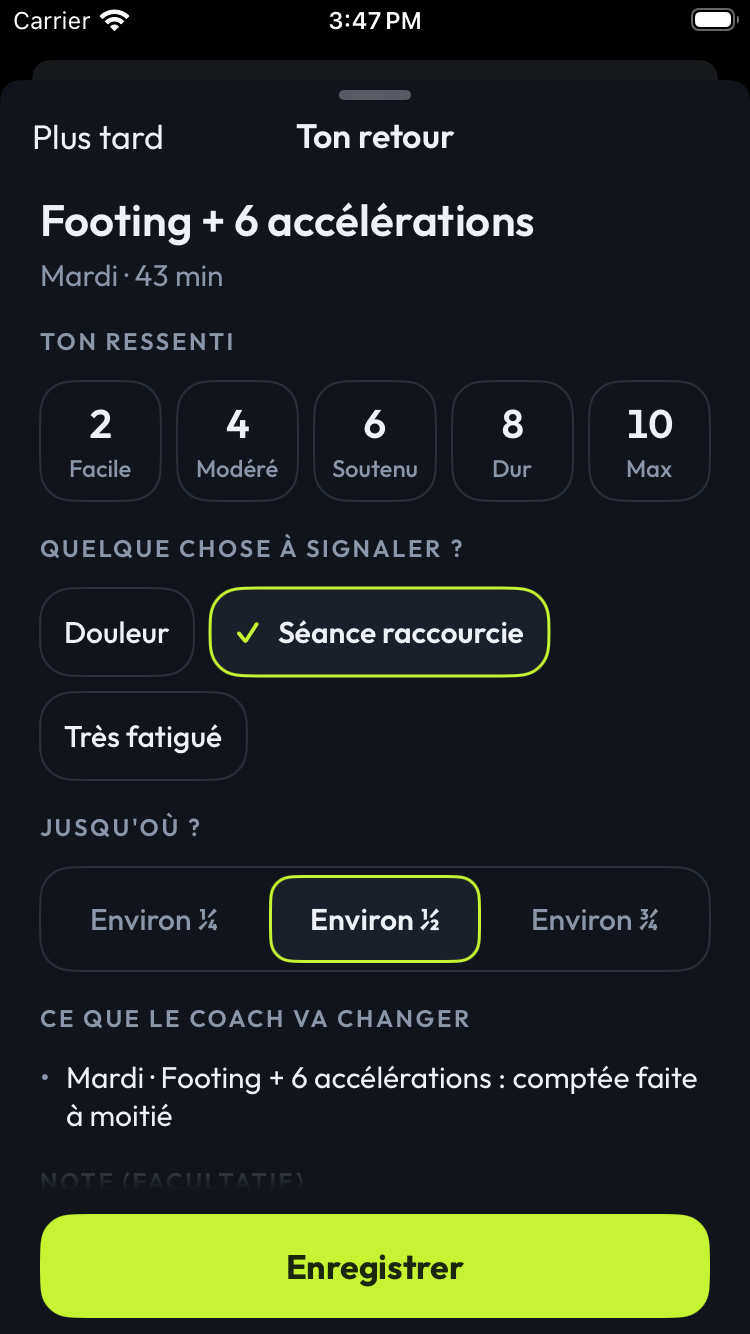 Carrier 3:47 PM
Plus tard Ton retour
Footing + 6 accélérations
Mardi · 43 min
TON RESSENTI
2 4 6 8 10
Facile Modéré Soutenu Dur Max
QUELQUE CHOSE À SIGNALER ?
Douleur ✓ Séance raccourcie
Très fatigué
JUSQU'OÙ ?
Environ ¼ Environ ½ Environ ¾
CE QUE LE COACH VA CHANGER
• Mardi · Footing + 6 accélérations : comptée faite
à moitié
NOTE (FACULTATIF)
Enregistrer